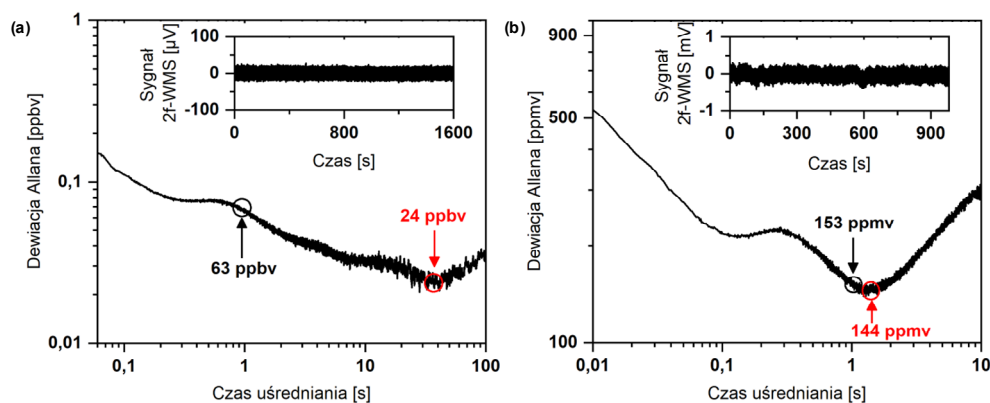 (a)
1
0,1
0,01
Dewiacja Allana [ppbv]
0,1
1
10
100
Czas uśredniania [s]
63 ppbv
24 ppbv
100
0
-100
Sygnał
2f-WMS [µV]
0
800
1600
Czas [s]
(b)
900
500
100
Dewiacja Allana [ppmv]
0,01
0,1
1
10
Czas uśredniania [s]
153 ppmv
144 ppmv
1
0
-1
Sygnał
2f-WMS [mV]
0
300
600
900
Czas [s]